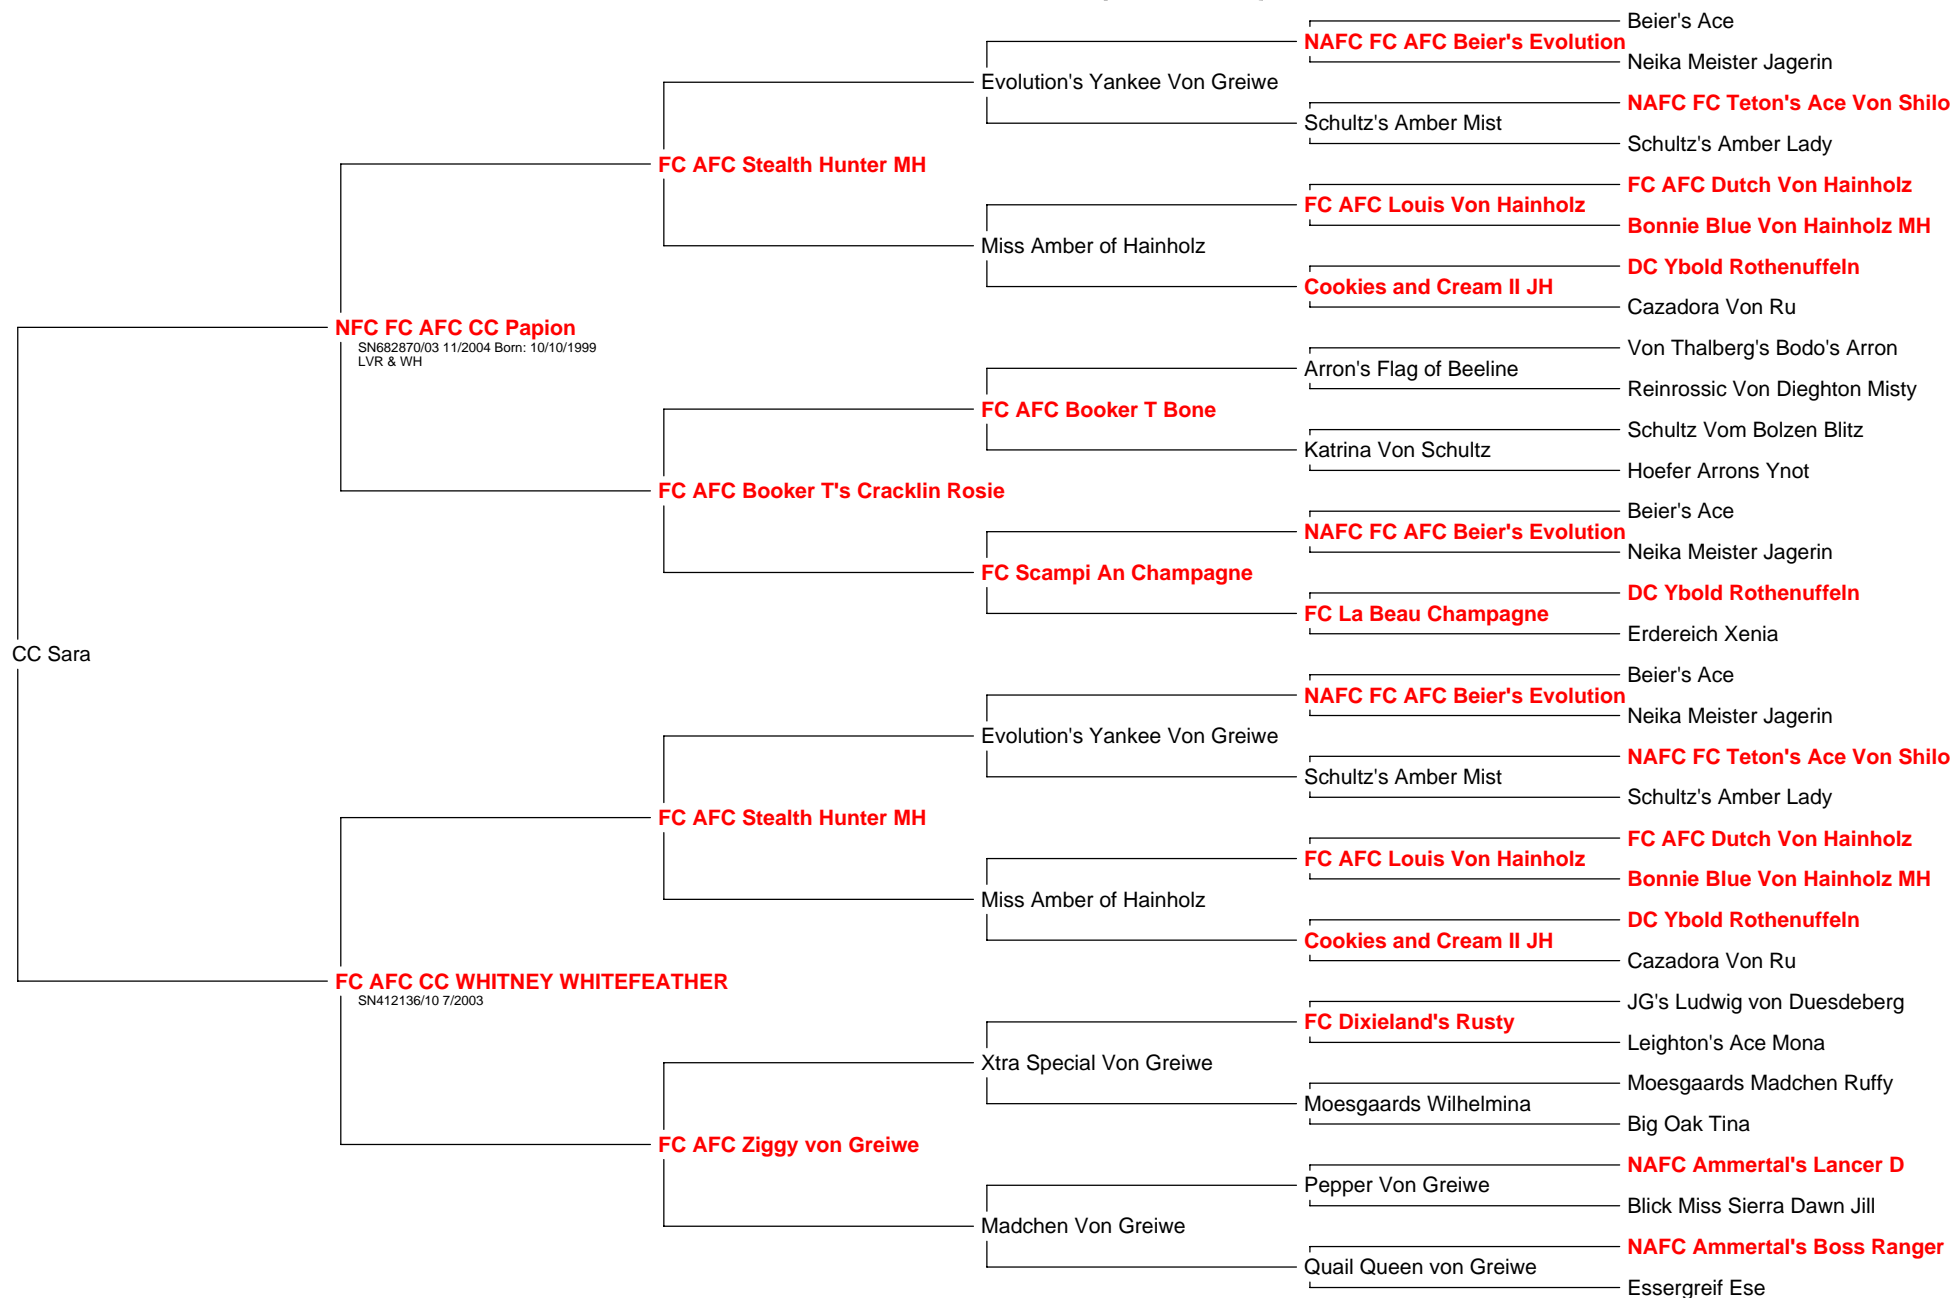 Beier's Ace
NAFC FC AFC Beier's Evolution
Neika Meister Jagerin
Evolution's Yankee Von Greiwe
NAFC FC Teton's Ace Von Shilo
Schultz's Amber Mist
Schultz's Amber Lady
FC AFC Stealth Hunter MH
FC AFC Dutch Von Hainholz
FC AFC Louis Von Hainholz
Bonnie Blue Von Hainholz MH
Miss Amber of Hainholz
DC Ybold Rothenuffeln
Cookies and Cream II JH
Cazadora Von Ru
NFC FC AFC CC Papion
SN682870/03 11/2004 Born: 10/10/1999
LVR & WH
Von Thalberg's Bodo's Arron
Arron's Flag of Beeline
Reinrossic Von Dieghton Misty
FC AFC Booker T Bone
Schultz Vom Bolzen Blitz
Katrina Von Schultz
Hoefer Arrons Ynot
FC AFC Booker T's Cracklin Rosie
Beier's Ace
NAFC FC AFC Beier's Evolution
Neika Meister Jagerin
FC Scampi An Champagne
DC Ybold Rothenuffeln
FC La Beau Champagne
Erdereich Xenia
CC Sara
Beier's Ace
NAFC FC AFC Beier's Evolution
Neika Meister Jagerin
Evolution's Yankee Von Greiwe
NAFC FC Teton's Ace Von Shilo
Schultz's Amber Mist
Schultz's Amber Lady
FC AFC Stealth Hunter MH
FC AFC Dutch Von Hainholz
FC AFC Louis Von Hainholz
Bonnie Blue Von Hainholz MH
Miss Amber of Hainholz
DC Ybold Rothenuffeln
Cookies and Cream II JH
Cazadora Von Ru
FC AFC CC WHITNEY WHITEFEATHER
SN412136/10 7/2003
JG's Ludwig von Duesdeberg
FC Dixieland's Rusty
Leighton's Ace Mona
Xtra Special Von Greiwe
Moesgaards Madchen Ruffy
Moesgaards Wilhelmina
Big Oak Tina
FC AFC Ziggy von Greiwe
NAFC Ammertal's Lancer D
Pepper Von Greiwe
Blick Miss Sierra Dawn Jill
Madchen Von Greiwe
NAFC Ammertal's Boss Ranger
Quail Queen von Greiwe
Essergreif Ese